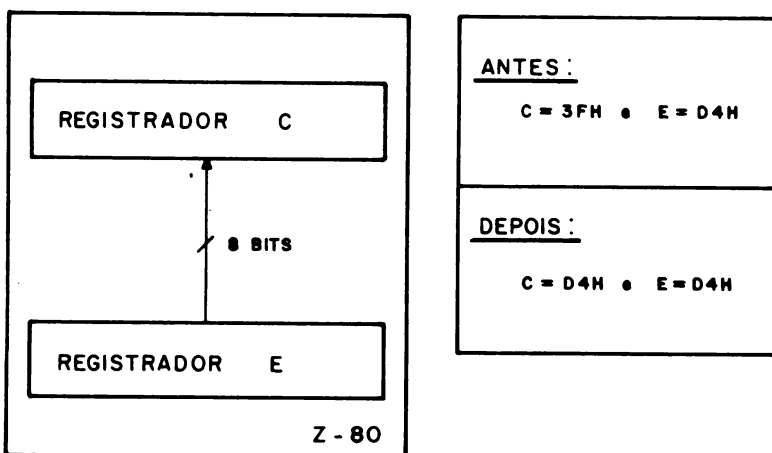 REGISTRADOR C
8 BITS
REGISTRADOR E
Z-80
ANTES:
C = 3FH e E = D4H
DEPOIS:
C = D4H e E = D4H